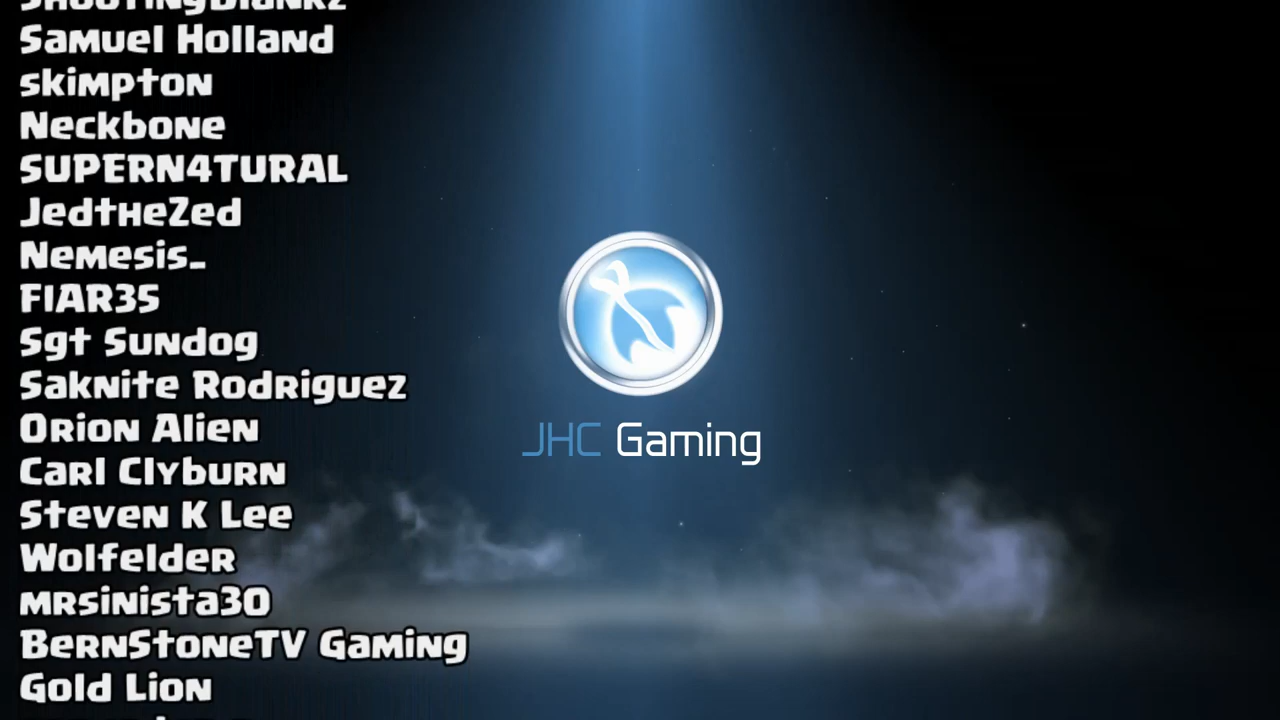 Samuel Holland
skimpton
Neckbone
SUPERN4TURAL
JedtheZed
Nemesis_
FIAR35
Sgt Sundog
Saknite Rodriguez
Orion Alien
Carl Clyburn
Steven K Lee
Wolfelder
mrsinista30
BernStoneTV Gaming
Gold Lion
JHC Gaming